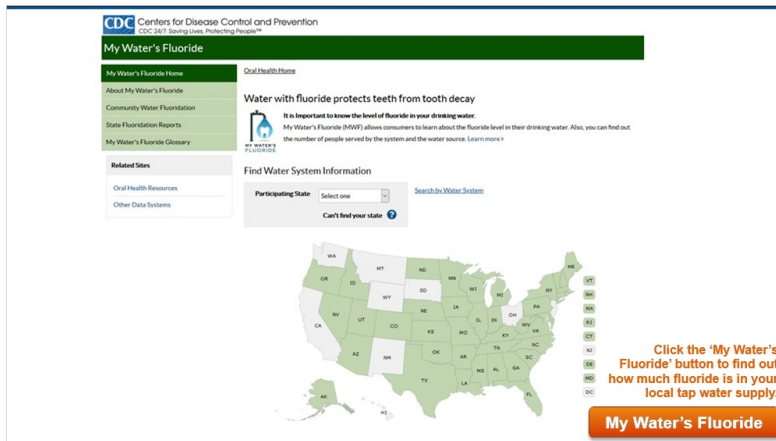 CDC Centers for Disease Control and Prevention
CDC 24/7: Saving Lives, Protecting People™
My Water's Fluoride
My Water's Fluoride Home
About My Water's Fluoride
Community Water Fluoridation
State Fluoridation Reports
My Water's Fluoride Glossary
Related Sites
Oral Health Resources
Other Data Systems
Oral Health Home
Water with fluoride protects teeth from tooth decay
MY WATER'S
FLUORIDE
It is Important to know the level of fluoride in your drinking water.
My Water's Fluoride (MWF) allows consumers to learn about the fluoride level in their drinking water. Also, you can find out
the number of people served by the system and the water source. Learn more>
Find Water System Information
Participating State
Select one
Search by Water System
Can't find your state ?
WA
MT
ND
MN
ME
OR
ID
SD
WI
MI
NY
VT
WY
NH
NV
UT
CO
NE
IA
IL
IN
OH
PA
MA
CA
KS
MO
KY
WV
VA
RI
AZ
NM
OK
AR
TN
NC
CT
TX
LA
MS
AL
GA
SC
NJ
FL
DE
AK
HI
MD
DC
Click the ‘My Water’s
Fluoride’ button to find out
how much fluoride is in your
local tap water supply.
My Water’s Fluoride